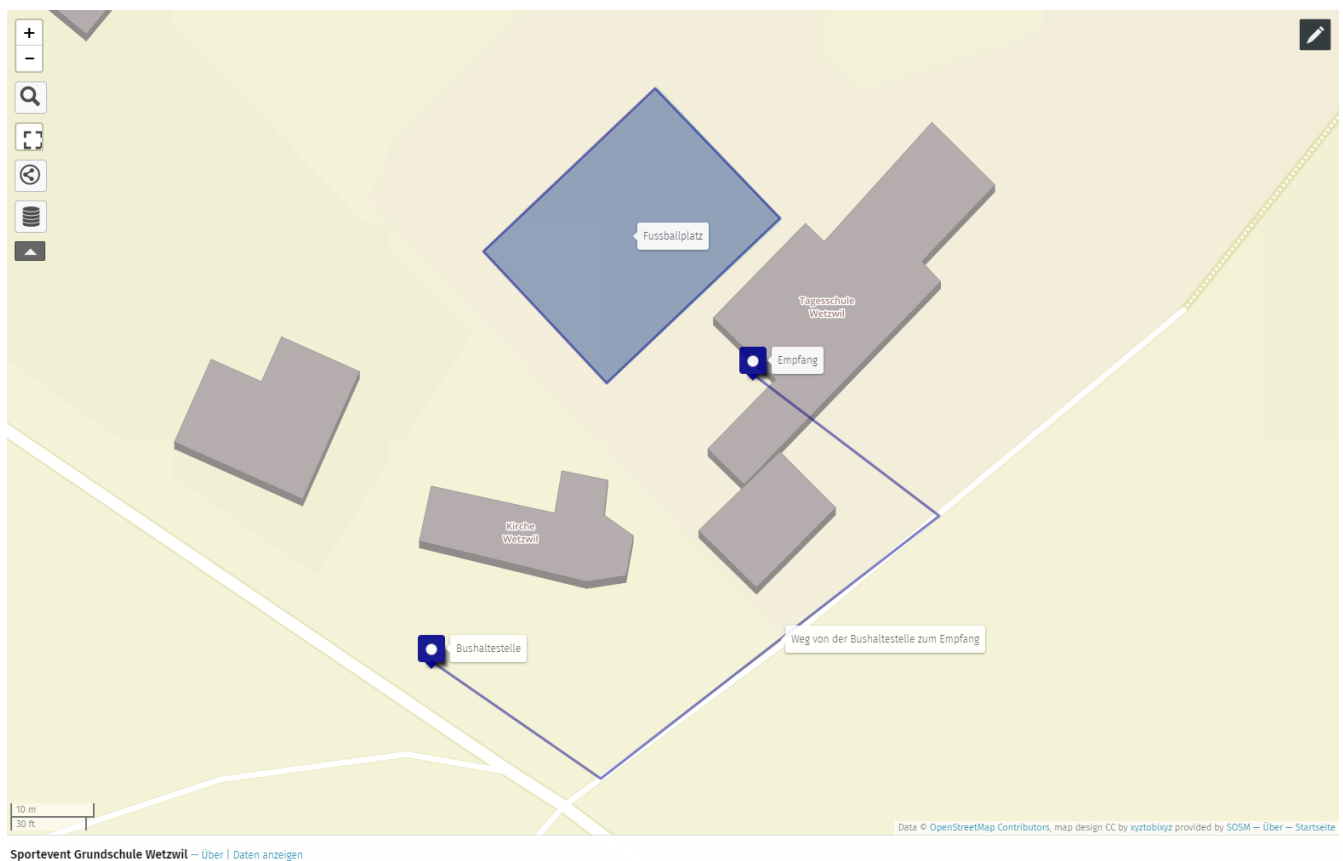 +
−
Fussballplatz
Tagesschule
Wetzwil
Empfang
Kirche
Wetzwil
Weg von der Bushaltestelle zum Empfang
Bushaltestelle
10 m
30 ft
Data © OpenStreetMap Contributors, map design CC by xyztobixyz provided by SOSM — Über — Startseite
Sportevent Grundschule Wetzwil — Über | Daten anzeigen